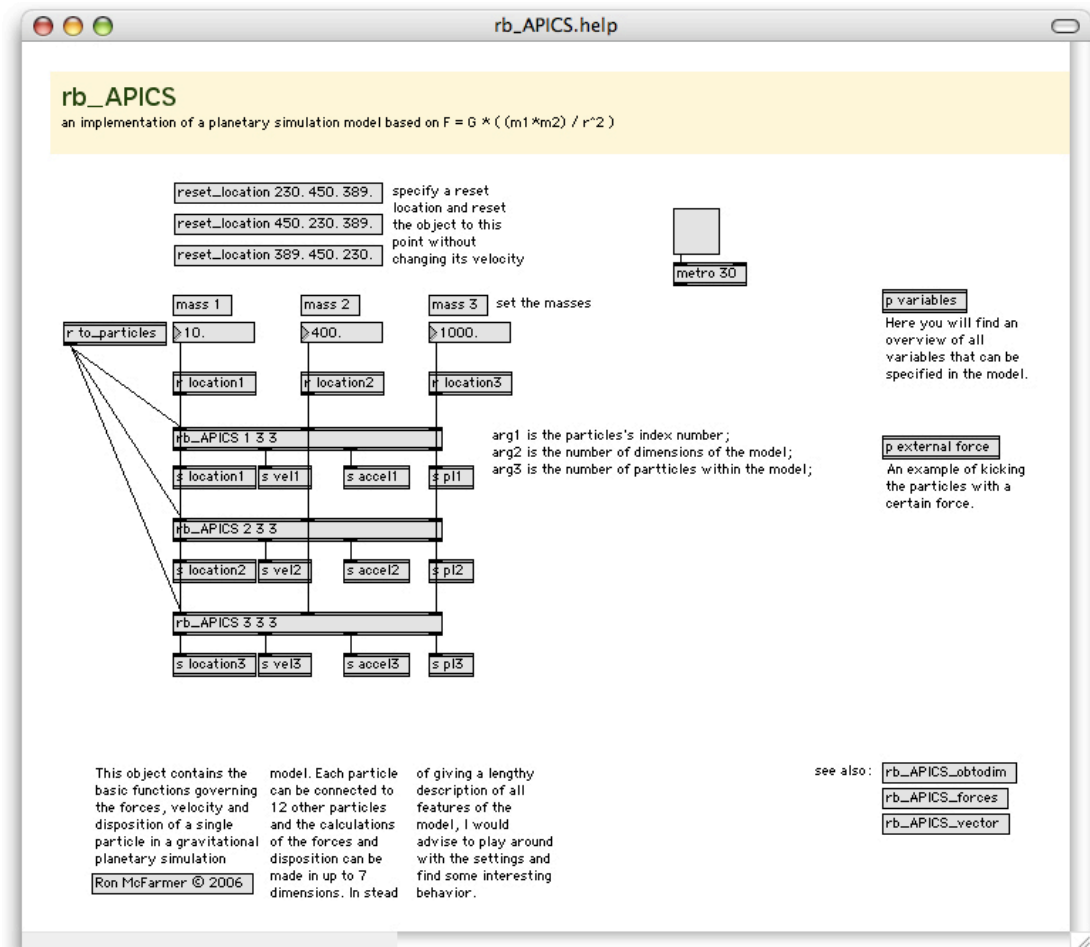 rb_APICS.help
rb_APICS
an implementation of a planetary simulation model based on F = G * ( (m1*m2) / r^2 )
reset_location 230. 450. 389.
reset_location 450. 230. 389.
reset_location 389. 450. 230.
specify a reset
location and reset
the object to this
point without
changing its velocity
metro 30
mass 1
mass 2
mass 3
set the masses
r to_particles
10.
400.
1000.
r location1
r location2
r location3
rb_APICS 1 3 3
s location1
s vel1
s accel1
s pl1
rb_APICS 2 3 3
s location2
s vel2
s accel2
s pl2
rb_APICS 3 3 3
s location3
s vel3
s accel3
s pl3
arg1 is the particles's index number;
arg2 is the number of dimensions of the model;
arg3 is the number of partticles within the model;
p variables
Here you will find an
overview of all
variables that can be
specified in the model.
p external force
An example of kicking
the particles with a
certain force.
This object contains the
basic functions governing
the forces, velocity and
disposition of a single
particle in a gravitational
planetary simulation
model. Each particle
can be connected to
12 other particles
and the calculations
of the forces and
disposition can be
made in up to 7
dimensions. In stead
of giving a lengthy
description of all
features of the
model, I would
advise to play around
with the settings and
find some interesting
behavior.
Ron McFarmer © 2006
see also:
rb_APICS_obtodim
rb_APICS_forces
rb_APICS_vector